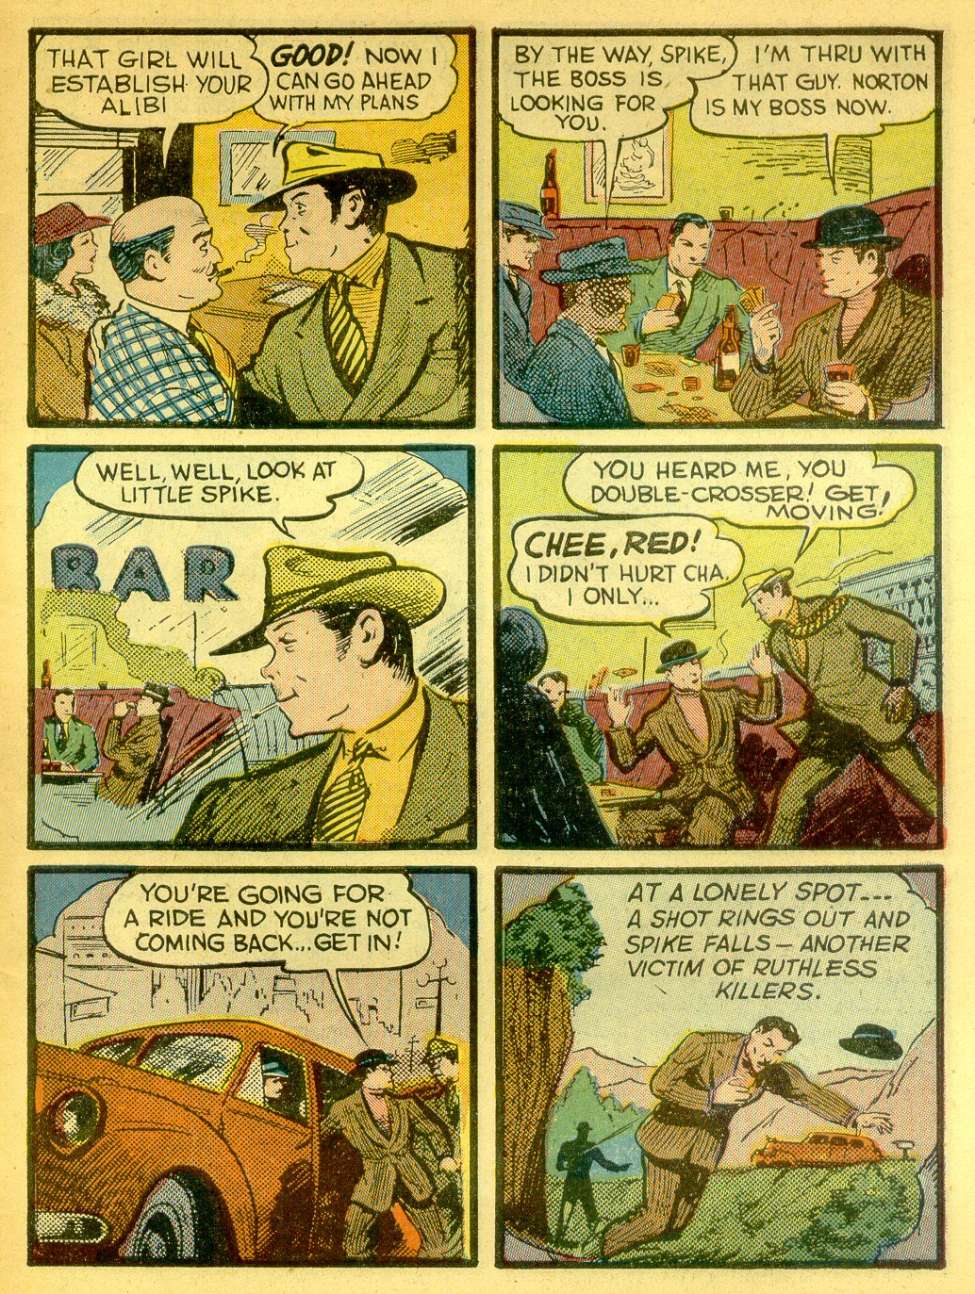 THAT GIRL WILL
ESTABLISH YOUR
ALIBI
GOOD! NOW I
CAN GO AHEAD
WITH MY PLANS
BY THE WAY, SPIKE,
THE BOSS IS
LOOKING FOR
YOU.
I'M THRU WITH
THAT GUY. NORTON
IS MY BOSS NOW.
WELL, WELL, LOOK AT
LITTLE SPIKE.
BAR
YOU HEARD ME, YOU
DOUBLE-CROSSER! GET
MOVING!
CHEE, RED!
I DIDN'T HURT CHA.
I ONLY...
YOU'RE GOING FOR
A RIDE AND YOU'RE NOT
COMING BACK... GET IN!
AT A LONELY SPOT---
A SHOT RINGS OUT AND
SPIKE FALLS — ANOTHER
VICTIM OF RUTHLESS
KILLERS.